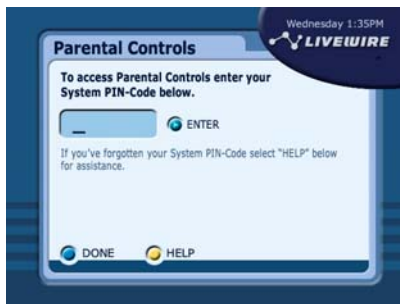 Wednesday 1:35PM
LIVEWIRE
Parental Controls
To access Parental Controls enter your
System PIN-Code below.
_
ENTER
If you've forgotten your System PIN-Code select "HELP" below
for assistance.
DONE
HELP